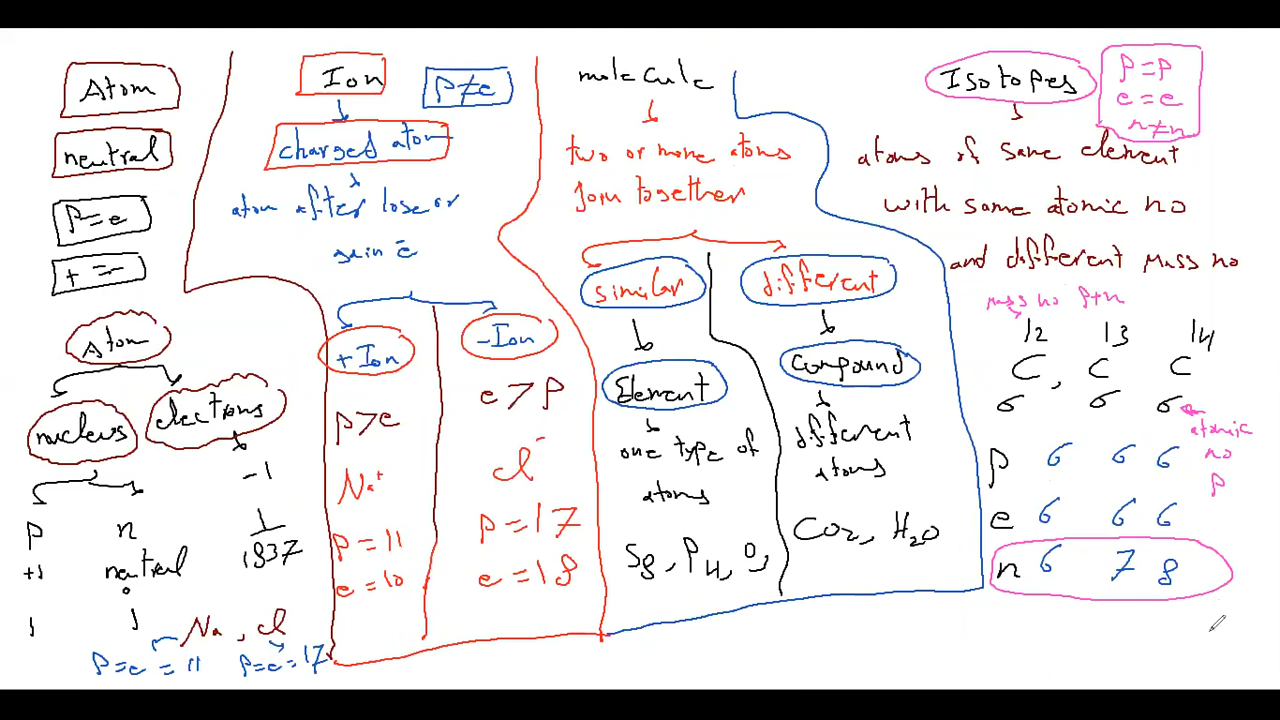 Atom
neutral
P=e
+ = -
Atom
nucleus
electrons
P
n
-1
+1
neutral
0
1/1837
1
1
Na, cl
P=e=11
P=e=17
Ion
P≠e
charged atom
atom after lose or
gain ē
+Ion
-Ion
P>e
e>P
Na⁺
cl⁻
P=11
P=17
e=10
e=18
molecule
two or more atoms
Join together
similar
different
Element
Compound
one type of
atoms
different
atoms
S8, P4, O2
CO2, H2O
Isotopes
P=P
e=e
n≠n
atoms of same element
with same atomic no
and different mass no
mass no P+n
12 13 14
C, C C
6 6 6
atomic
no
P
P 6 6 6
e 6 6 6
n 6 7 8